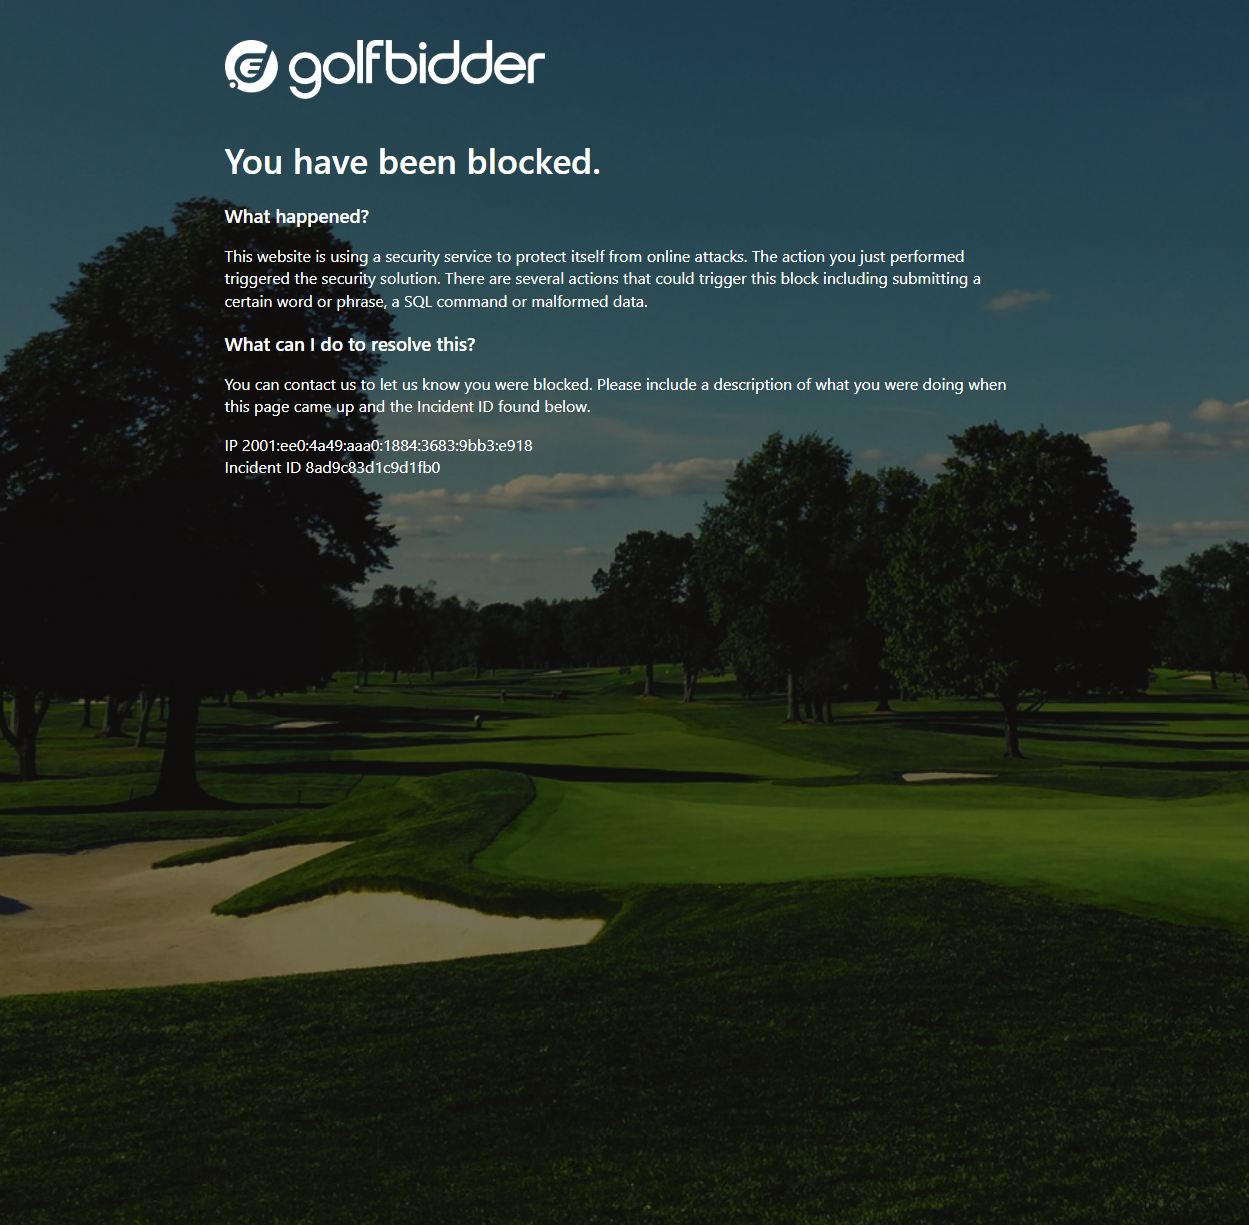 golfbidder
You have been blocked.
What happened?
This website is using a security service to protect itself from online attacks. The action you just performed
triggered the security solution. There are several actions that could trigger this block including submitting a
certain word or phrase, a SQL command or malformed data.
What can I do to resolve this?
You can contact us to let us know you were blocked. Please include a description of what you were doing when
this page came up and the Incident ID found below.
IP 2001:ee0:4a49:aaa0:1884:3683:9bb3:e918
Incident ID 8ad9c83d1c9d1fb0